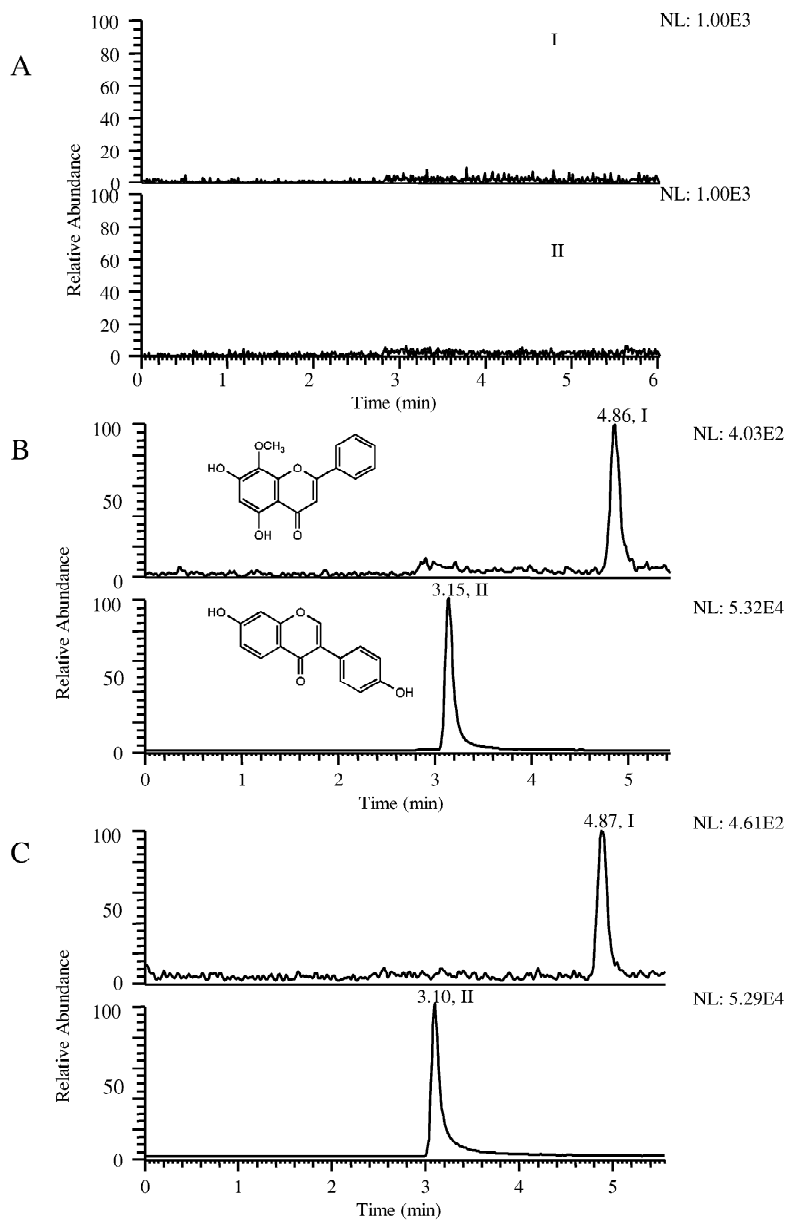 A
Relative Abundance
NL: 1.00E3
I
100
80
60
40
20
0
NL: 1.00E3
II
100
80
60
40
20
0
0 1 2 3 4 5 6
Time (min)
B
Relative Abundance
4.86, I
NL: 4.03E2
100
50
0
OCH3
HO O
OH O
3.15, II
NL: 5.32E4
100
50
0
HO O
O
OH
0 1 2 3 4 5
Time (min)
C
Relative Abundance
4.87, I
NL: 4.61E2
100
50
0
3.10, II
NL: 5.29E4
100
50
0
0 1 2 3 4 5
Time (min)